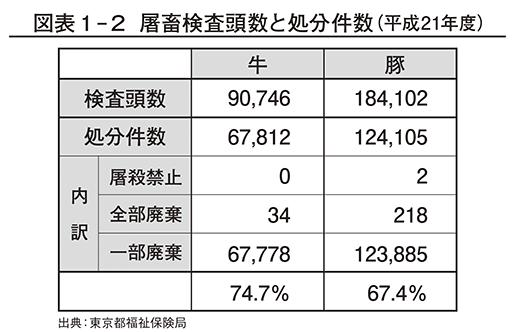 図表1-2 屠畜検査頭数と処分件数(平成21年度)
牛 豚
検査頭数 90,746 184,102
処分件数 67,812 124,105
内訳
屠殺禁止 0 2
全部廃棄 34 218
一部廃棄 67,778 123,885
74.7% 67.4%
出典:東京都福祉保険局